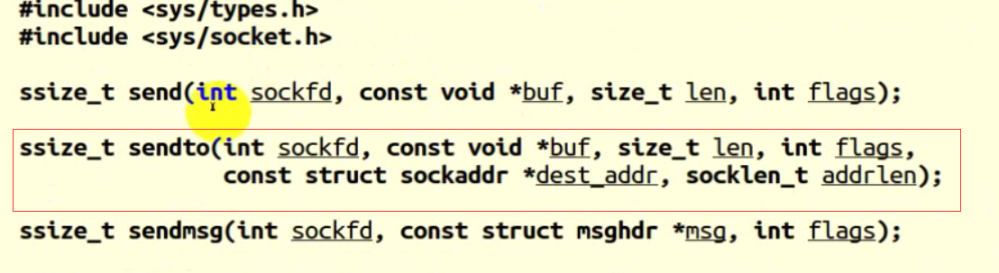 #include <sys/types.h>
#include <sys/socket.h>
ssize_t send(int sockfd, const void *buf, size_t len, int flags);
ssize_t sendto(int sockfd, const void *buf, size_t len, int flags,
const struct sockaddr *dest_addr, socklen_t addrlen);
ssize_t sendmsg(int sockfd, const struct msghdr *msg, int flags);